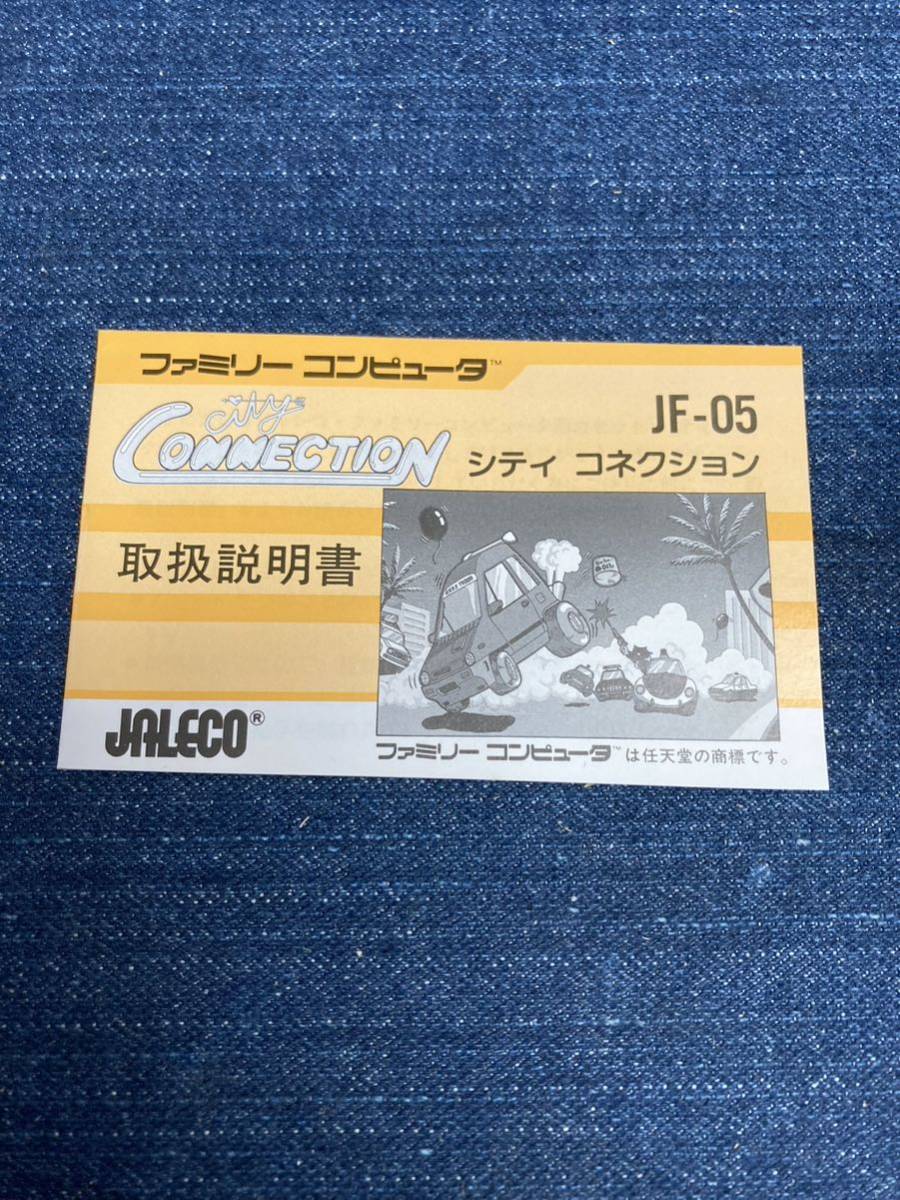 ファミリー コンピュータ™
city
CONNECTION
JF-05
シティ コネクション
取扱説明書
JALECO®
ファミリー コンピュータ™は任天堂の商標です。